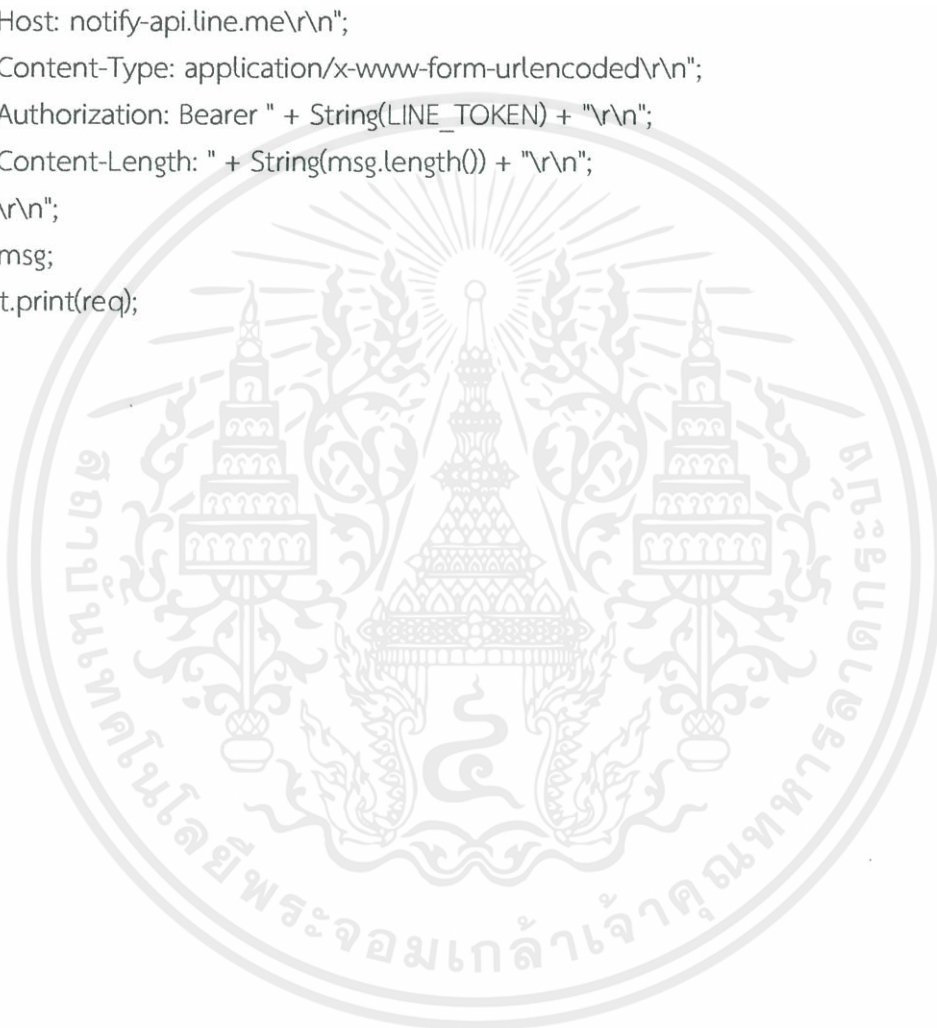 Host: notify-api.line.me\r\n";
Content-Type: application/x-www-form-urlencoded\r\n";
Authorization: Bearer " + String(LINE_TOKEN) + "\r\n";
Content-Length: " + String(msg.length()) + "\r\n";
\r\n";
msg;
t.print(req);
สถาบันเทคโนโลยีพระจอมเกล้าเจ้าคุณทหารลาดกระบัง